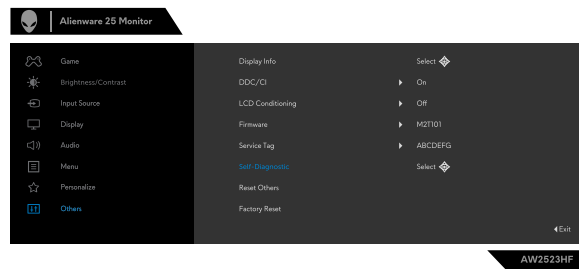 Alienware 25 Monitor
Game
Display Info Select
Brightness/Contrast
DDC/CI On
Input Source
LCD Conditioning Off
Display
Firmware M2T101
Audio
Service Tag ABCDEFG
Menu
Self-Diagnostic Select
Personalize
Reset Others
Others
Factory Reset
Exit
AW2523HF